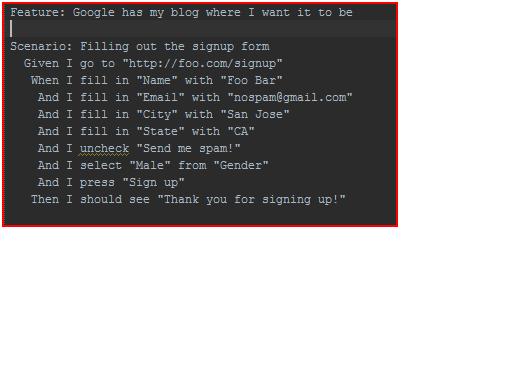 Feature: Google has my blog where I want it to be
Scenario: Filling out the signup form
Given I go to "http://foo.com/signup"
When I fill in "Name" with "Foo Bar"
And I fill in "Email" with "nospam@gmail.com"
And I fill in "City" with "San Jose"
And I fill in "State" with "CA"
And I uncheck "Send me spam!"
And I select "Male" from "Gender"
And I press "Sign up"
Then I should see "Thank you for signing up!"